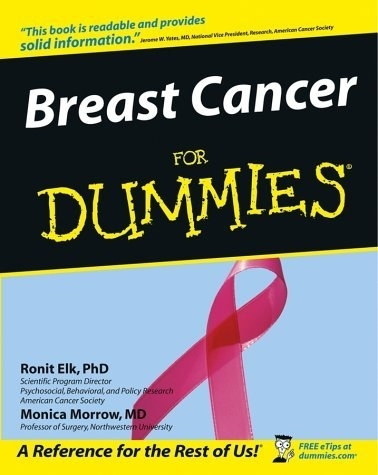 "This book is readable and provides
solid information." Jerome W. Yates, MD, National Vice President, Research, American Cancer Society
Breast Cancer
FOR
DUMMIES®
Ronit Elk, PhD
Scientific Program Director
Psychosocial, Behavioral, and Policy Research
American Cancer Society
Monica Morrow, MD
Professor of Surgery, Northwestern University
A Reference for the Rest of Us!®
FREE eTips at
dummies.com®